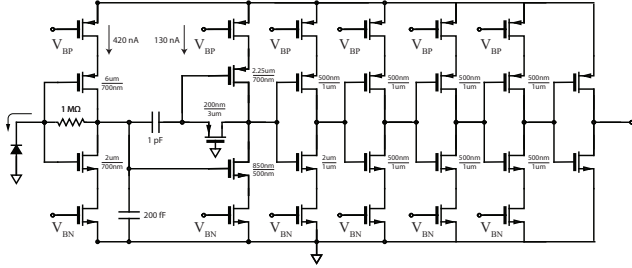 420 nA
130 nA
V_BP
V_BP
V_BP
V_BP
V_BP
V_BP
6um
700nm
2.25um
700nm
500nm
1um
500nm
1um
500nm
1um
500nm
1um
1 MΩ
200nm
3um
1 pF
2um
700nm
850nm
500nm
2um
1um
500nm
1um
500nm
1um
500nm
1um
200 fF
V_BN
V_BN
V_BN
V_BN
V_BN
V_BN